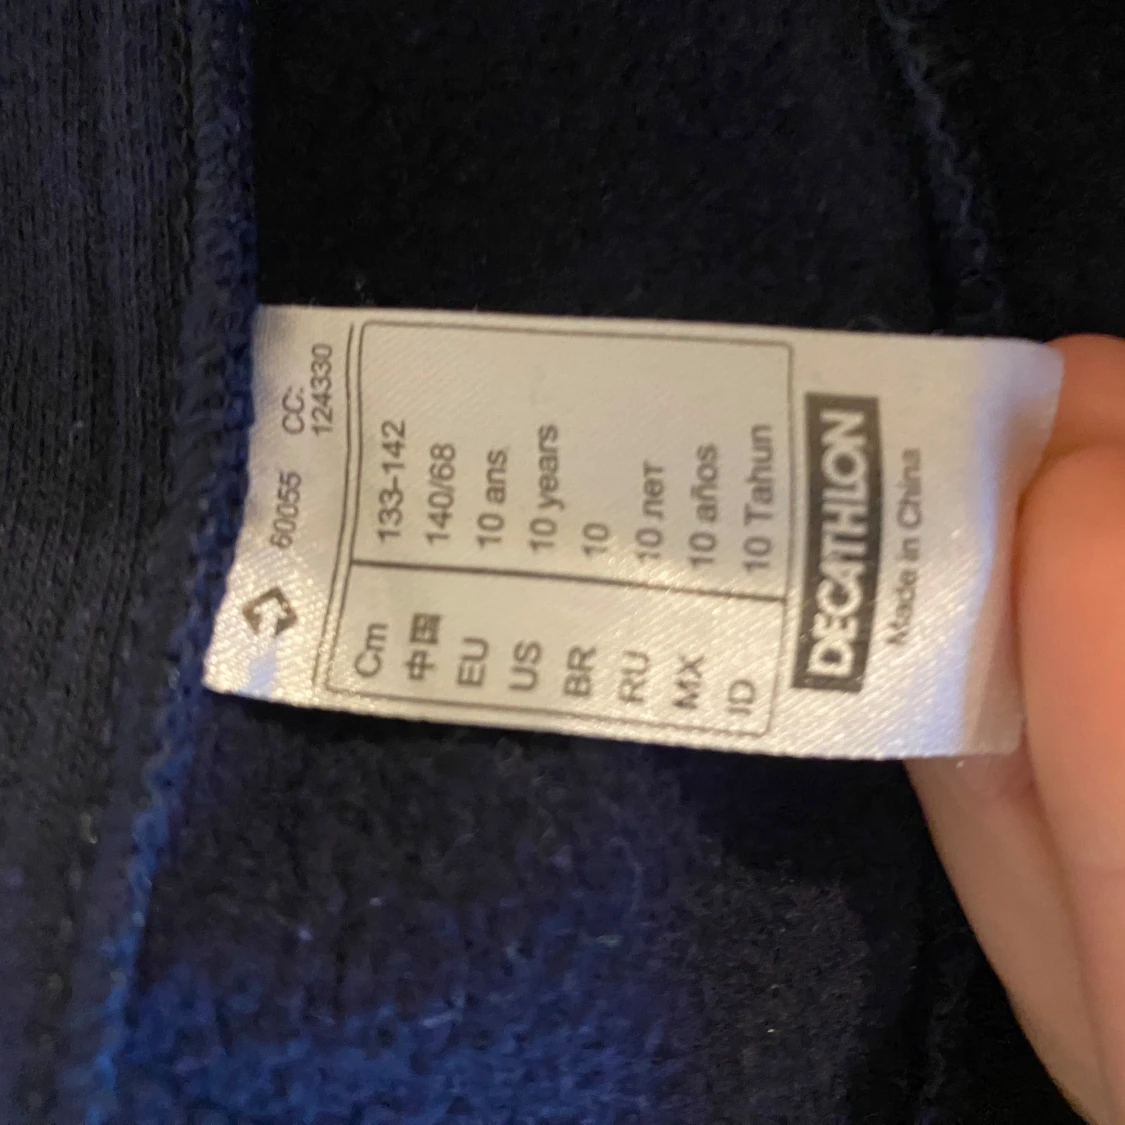 60055 CC:
124330
Cm 133-142
中国 140/68
EU 10 ans
US 10 years
BR 10
RU 10 лет
MX 10 años
ID 10 Tahun
DECATHLON
Made in China